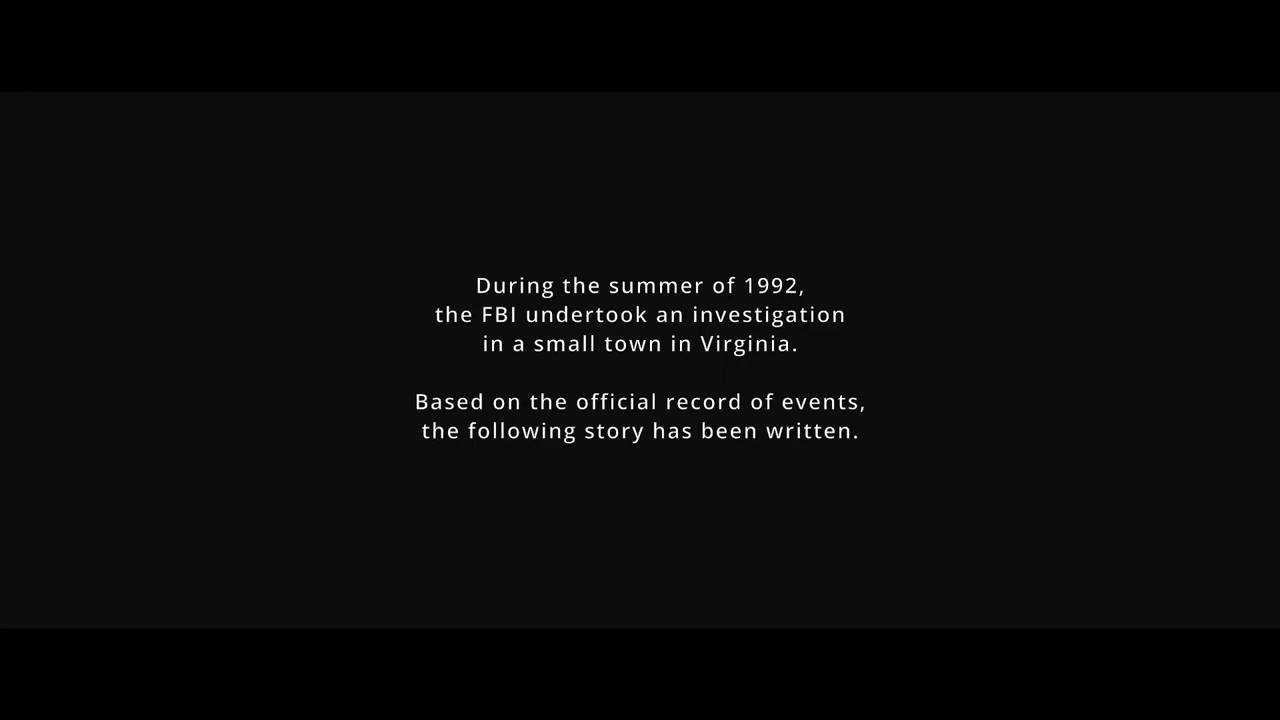 During the summer of 1992,
the FBI undertook an investigation
in a small town in Virginia.
Based on the official record of events,
the following story has been written.